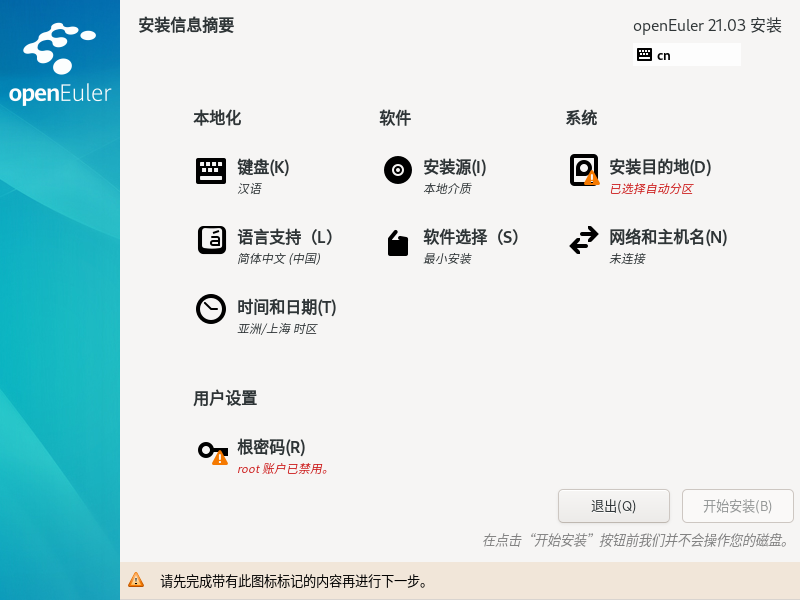 openEuler
安装信息摘要
openEuler 21.03 安装
cn
本地化
键盘(K)
汉语
语言支持（L）
简体中文 (中国)
时间和日期(T)
亚洲/上海 时区
软件
安装源(I)
本地介质
软件选择（S）
最小安装
系统
安装目的地(D)
已选择自动分区
网络和主机名(N)
未连接
用户设置
根密码(R)
root 账户已禁用。
退出(Q)
开始安装(B)
在点击“开始安装”按钮前我们并不会操作您的磁盘。
请先完成带有此图标标记的内容再进行下一步。